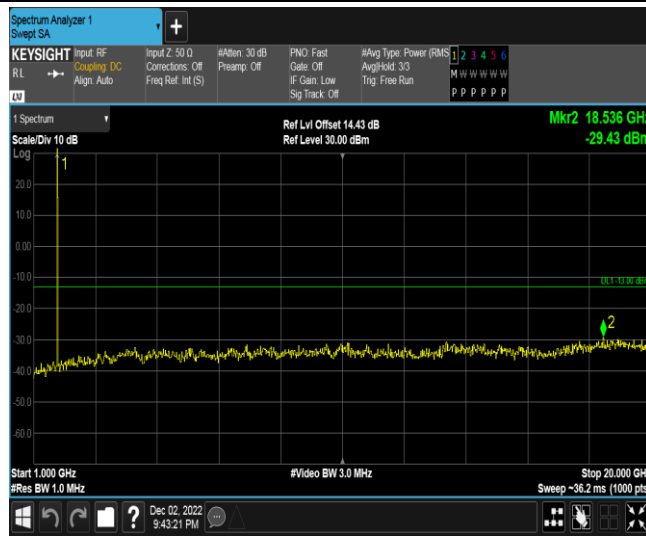 Spectrum Analyzer 1
Swept SA
+
KEYSIGHT Input: RF Input Z: 50 Ω #Atten: 30 dB PNO: Fast #Avg Type: Power (RMS 1 2 3 4 5 6
RL Coupling: DC Corrections: Off Preamp: Off Gate: Off Avg|Hold: 3/3 M W W W W W
Align: Auto Freq Ref: Int (S) IF Gain: Low Trig: Free Run
Sig Track: Off P P P P P P
LXI
1 Spectrum Ref Lvl Offset 14.43 dB Mkr2 18.536 GHz
Scale/Div 10 dB Ref Level 30.00 dBm -29.43 dBm
Log
1
20.0
10.0
0.00
-10.0
DL1 -13.00 dBm
-20.0
2
-30.0
-40.0
-50.0
-60.0
Start 1.000 GHz #Video BW 3.0 MHz Stop 20.000 GH
#Res BW 1.0 MHz Sweep ~36.2 ms (1000 pts
? Dec 02, 2022
9:43:21 PM